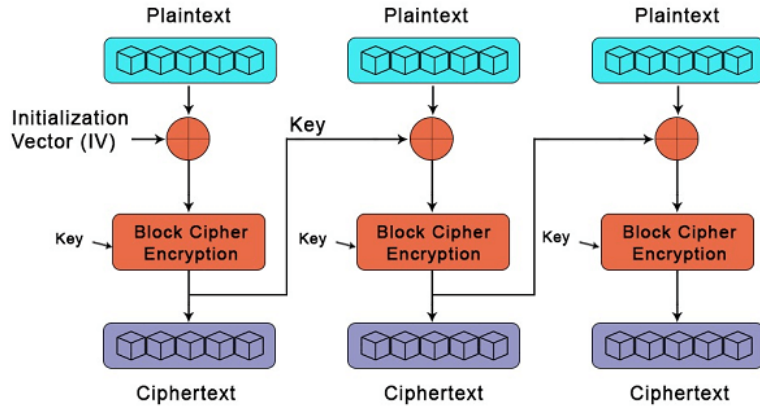 Plaintext
Plaintext
Plaintext
Initialization
Vector (IV)
Key
Key
Block Cipher
Encryption
Key
Block Cipher
Encryption
Key
Block Cipher
Encryption
Ciphertext
Ciphertext
Ciphertext